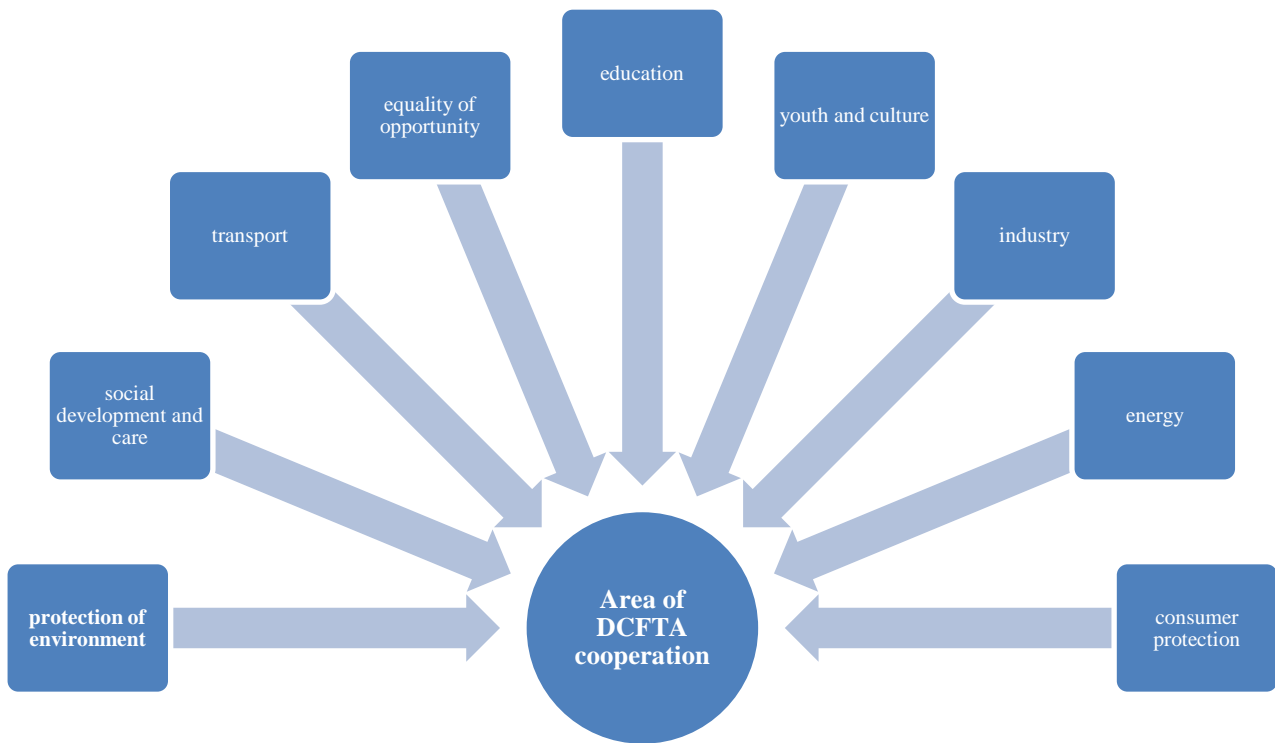 education
equality of
opportunity
youth and culture
transport
industry
social
development and
care
energy
protection of
environment
Area of
DCFTA
cooperation
consumer
protection